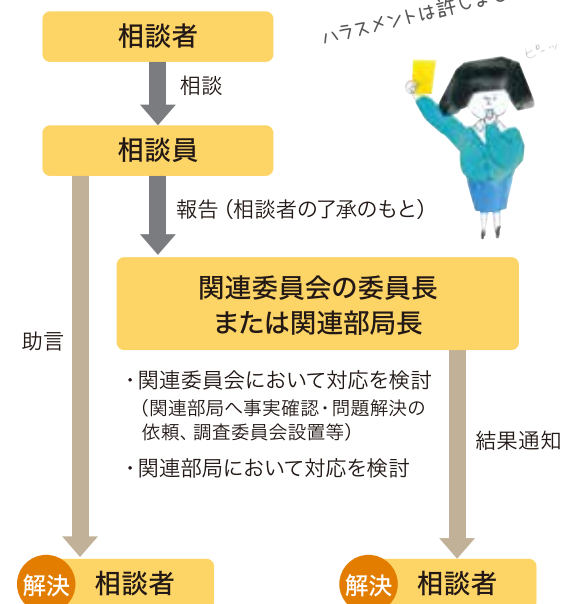 ハラスメントは許しま
ピーッ
相談者
相談
相談員
報告（相談者の了承のもと）
関連委員会の委員長
または関連部局長
助言
・関連委員会において対応を検討
（関連部局へ事実確認・問題解決の
依頼、調査委員会設置等）
・関連部局において対応を検討
結果通知
解決 相談者
解決 相談者